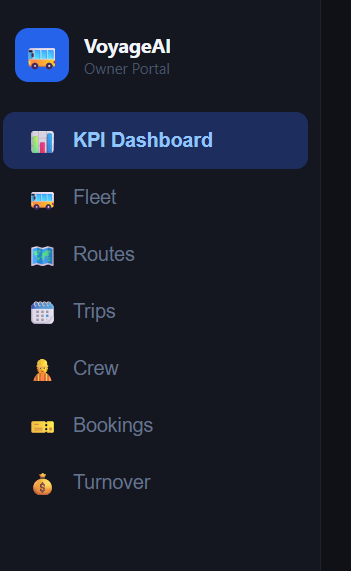 VoyageAI
Owner Portal
KPI Dashboard
Fleet
Routes
Trips
Crew
Bookings
Turnover